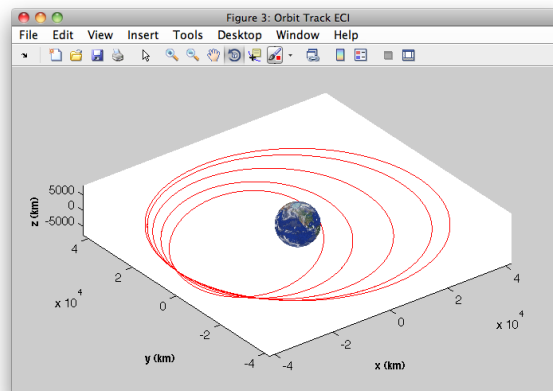 Figure 3: Orbit Track ECI
File Edit View Insert Tools Desktop Window Help
5000
0
-5000
z (km)
4
2
0
-2
-4
x 10^4
y (km)
-4
-2
0
2
4
x 10^4
x (km)